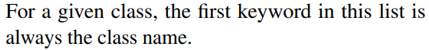 For a given class, the first keyword in this list is
always the class name.